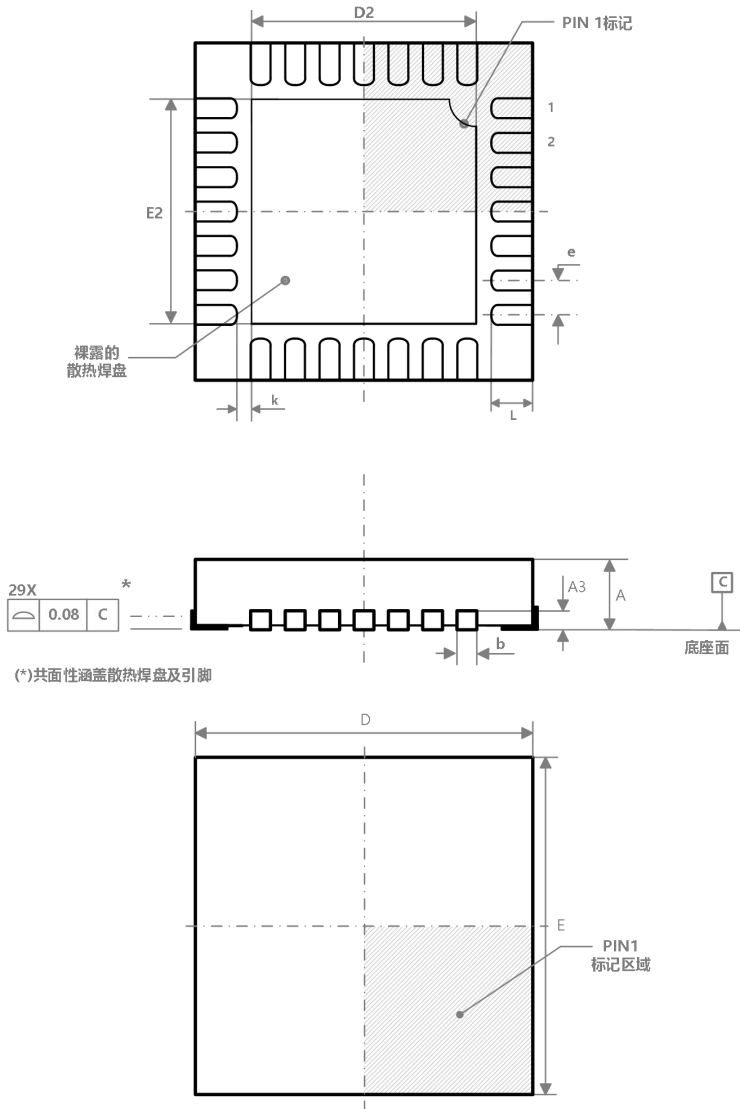 D2
PIN 1标记
1
2
E2
e
裸露的
散热焊盘
k
L
29X
*
0.08
C
A3
A
C
b
底座面
(*)共面性涵盖散热焊盘及引脚
D
E
PIN1
标记区域